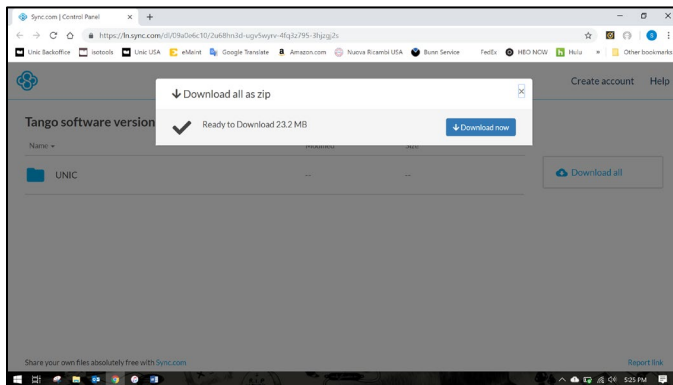 Sync.com | Control Panel
https://ln.sync.com/dl/09a0e6c10/2u68hn3d-ugv5wyrv-4fq3z795-3hjzgj2s
Unic Backoffice isotools Unic USA eMaint Google Translate Amazon.com Nuova Ricambi USA Bunn Service FedEx HBO NOW Hulu » Other bookmarks
Create account Help
Download all as zip
Ready to Download 23.2 MB
Download now
Tango software version
Name Modified Size
UNIC -- --
Download all
Share your own files absolutely free with Sync.com
Report link
5:25 PM